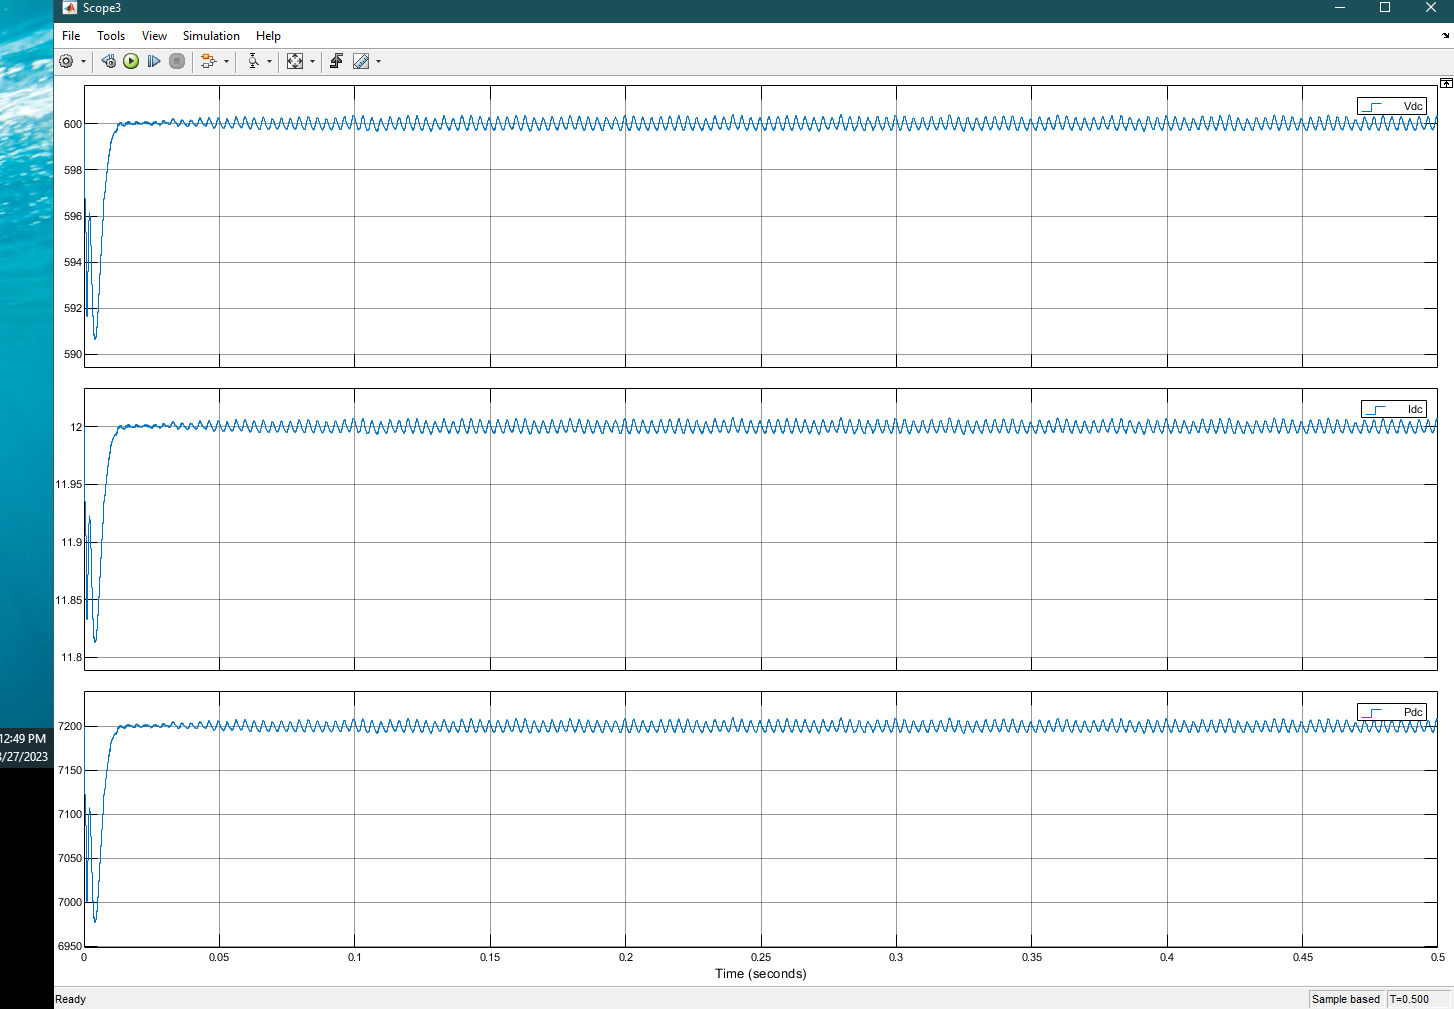 Scope3
File Tools View Simulation Help
Vdc
600
598
596
594
592
590
Idc
12
11.95
11.9
11.85
11.8
Pdc
7200
7150
7100
7050
7000
6950
0 0.05 0.1 0.15 0.2 0.25 0.3 0.35 0.4 0.45 0.5
Time (seconds)
12:49 PM
/27/2023
Ready
Sample based T=0.500